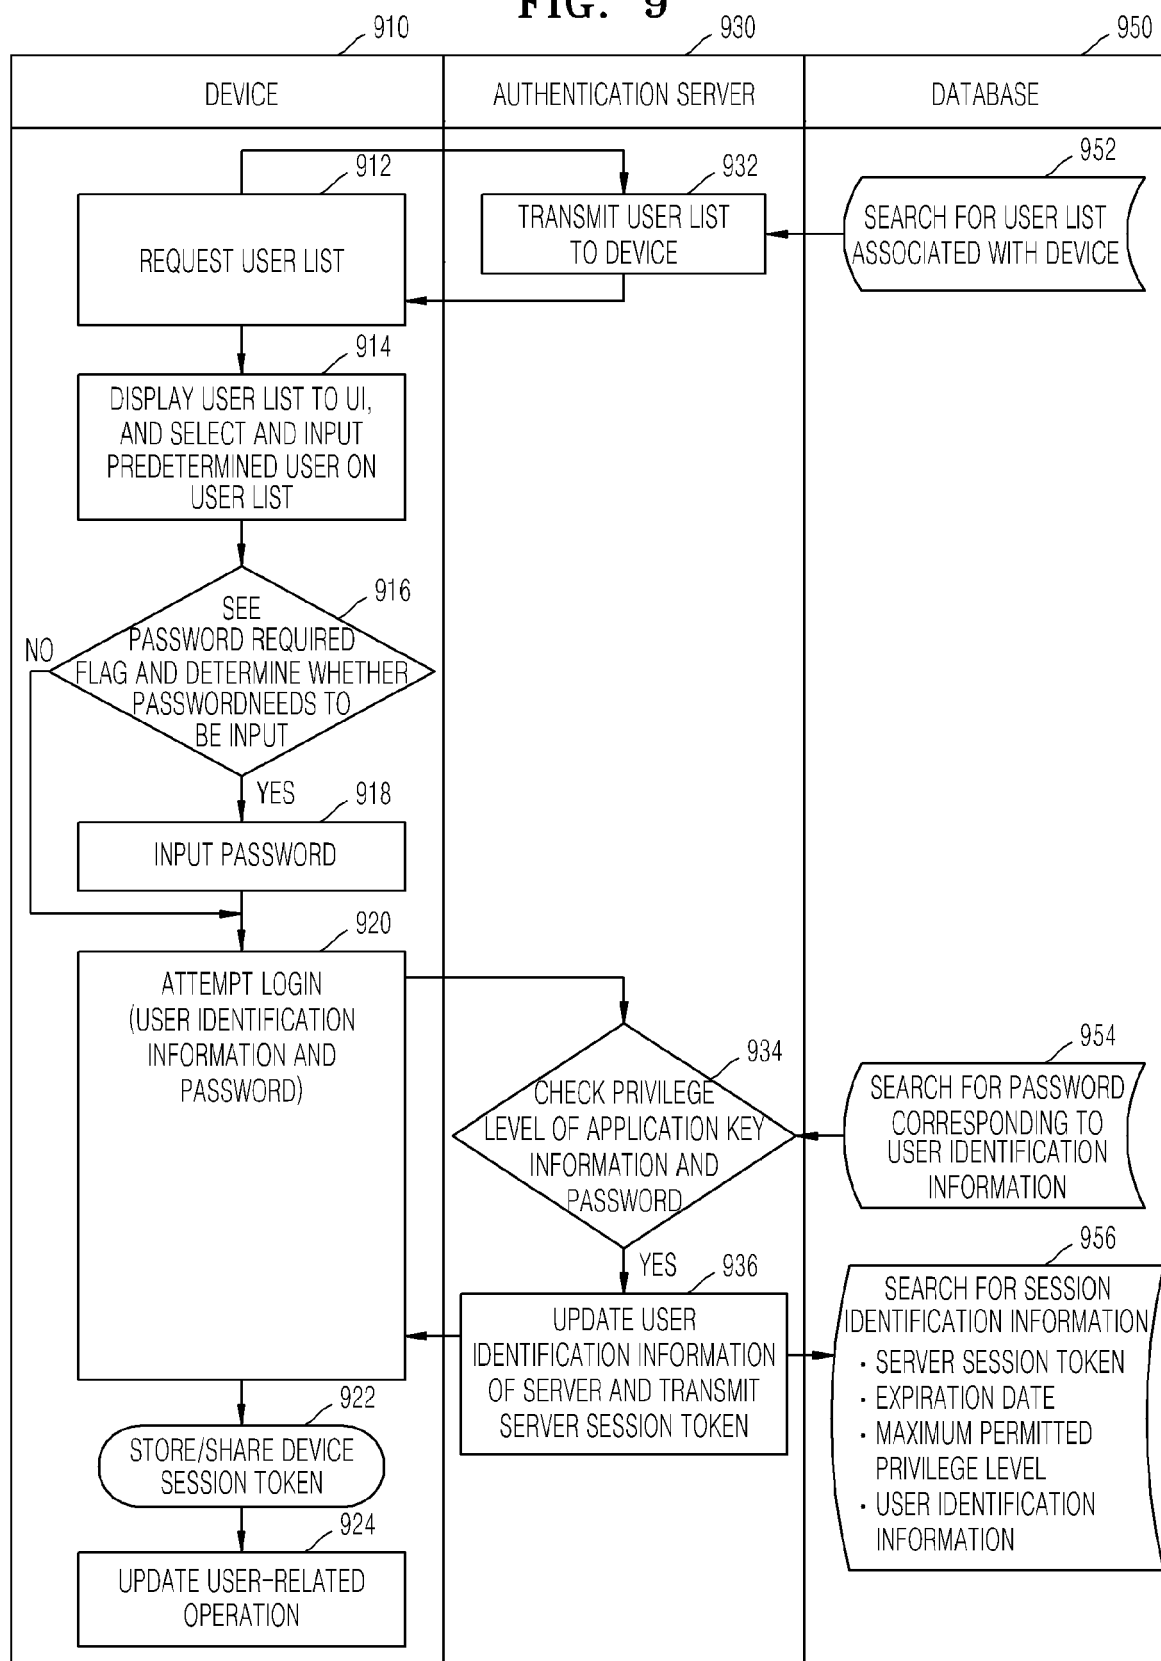 FIG. 9
910
930
950
DEVICE
AUTHENTICATION SERVER
DATABASE
912
REQUEST USER LIST
932
TRANSMIT USER LIST
TO DEVICE
952
SEARCH FOR USER LIST
ASSOCIATED WITH DEVICE
914
DISPLAY USER LIST TO UI,
AND SELECT AND INPUT
PREDETERMINED USER ON
USER LIST
916
SEE
PASSWORD REQUIRED
FLAG AND DETERMINE WHETHER
PASSWORDNEEDS TO
BE INPUT
NO
YES
918
INPUT PASSWORD
920
ATTEMPT LOGIN
(USER IDENTIFICATION
INFORMATION AND
PASSWORD)
934
CHECK PRIVILEGE
LEVEL OF APPLICATION KEY
INFORMATION AND
PASSWORD
954
SEARCH FOR PASSWORD
CORRESPONDING TO
USER IDENTIFICATION
INFORMATION
YES
936
UPDATE USER
IDENTIFICATION INFORMATION
OF SERVER AND TRANSMIT
SERVER SESSION TOKEN
956
SEARCH FOR SESSION
IDENTIFICATION INFORMATION
· SERVER SESSION TOKEN
· EXPIRATION DATE
· MAXIMUM PERMITTED
PRIVILEGE LEVEL
· USER IDENTIFICATION
INFORMATION
922
STORE/SHARE DEVICE
SESSION TOKEN
924
UPDATE USER-RELATED
OPERATION